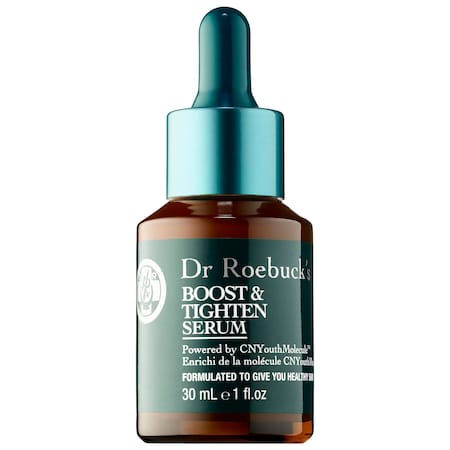 Dr Roebuck's
BOOST &
TIGHTEN
SERUM
Powered by CNYouthMolecule™
Enrichi de la molécule
FORMULATED TO GIVE YOU HEALTHY
30 mL e 1 fl.oz